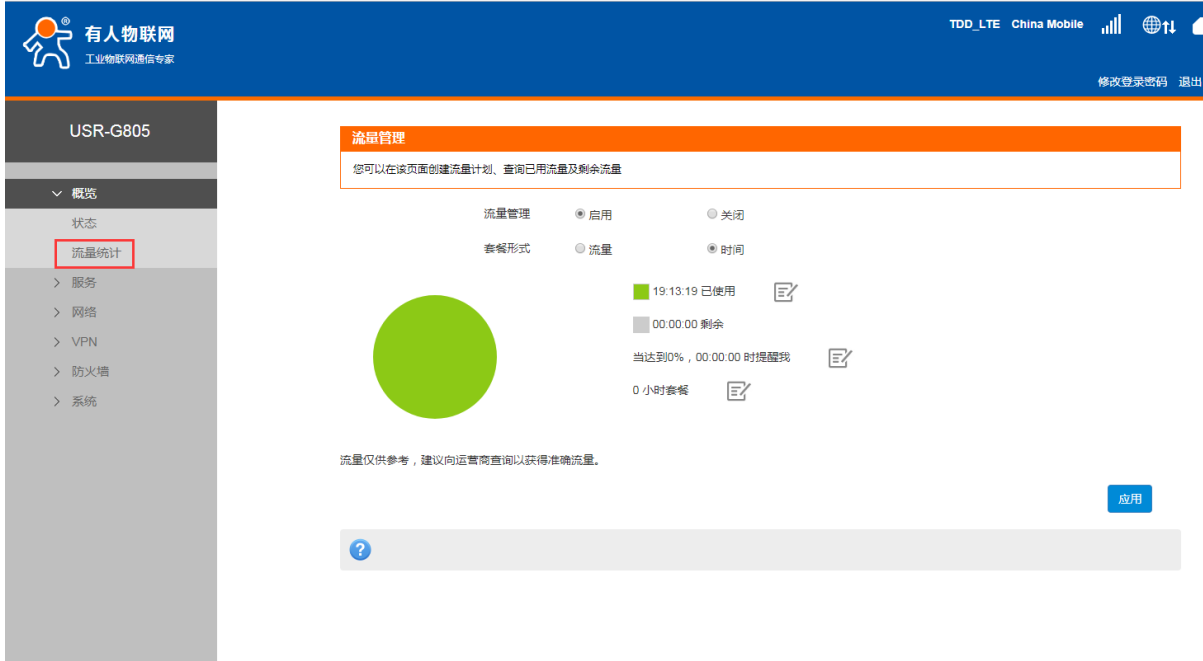 有人物联网
®
工业物联网通信专家
TDD_LTE China Mobile
修改登录密码 退出
USR-G805
概览
状态
流量统计
服务
网络
VPN
防火墙
系统
流量管理
您可以在该页面创建流量计划、查询已用流量及剩余流量
流量管理 启用 关闭
套餐形式 流量 时间
19:13:19 已使用
00:00:00 剩余
当达到0%，00:00:00 时提醒我
0 小时套餐
流量仅供参考，建议向运营商查询以获得准确流量。
应用
?